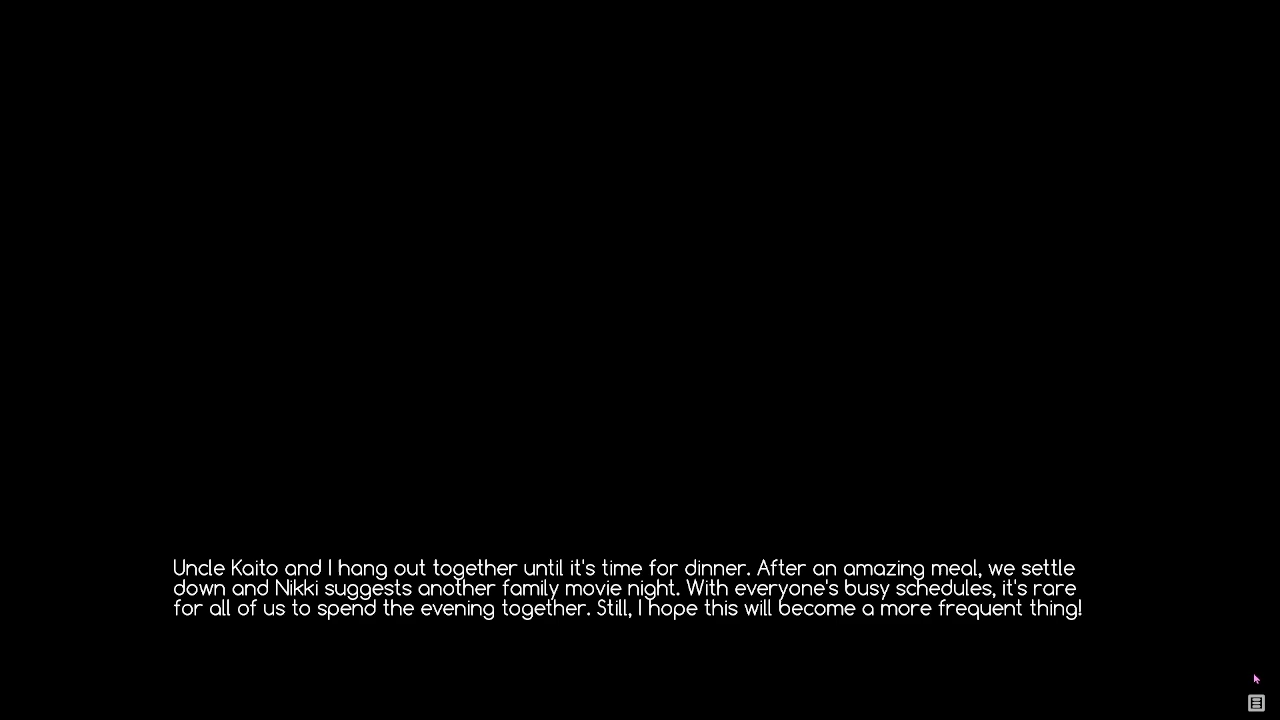 Uncle Kaito and I hang out together until it's time for dinner. After an amazing meal, we settle
down and Nikki suggests another family movie night. With everyone's busy schedules, it's rare
for all of us to spend the evening together. Still, I hope this will become a more frequent thing!